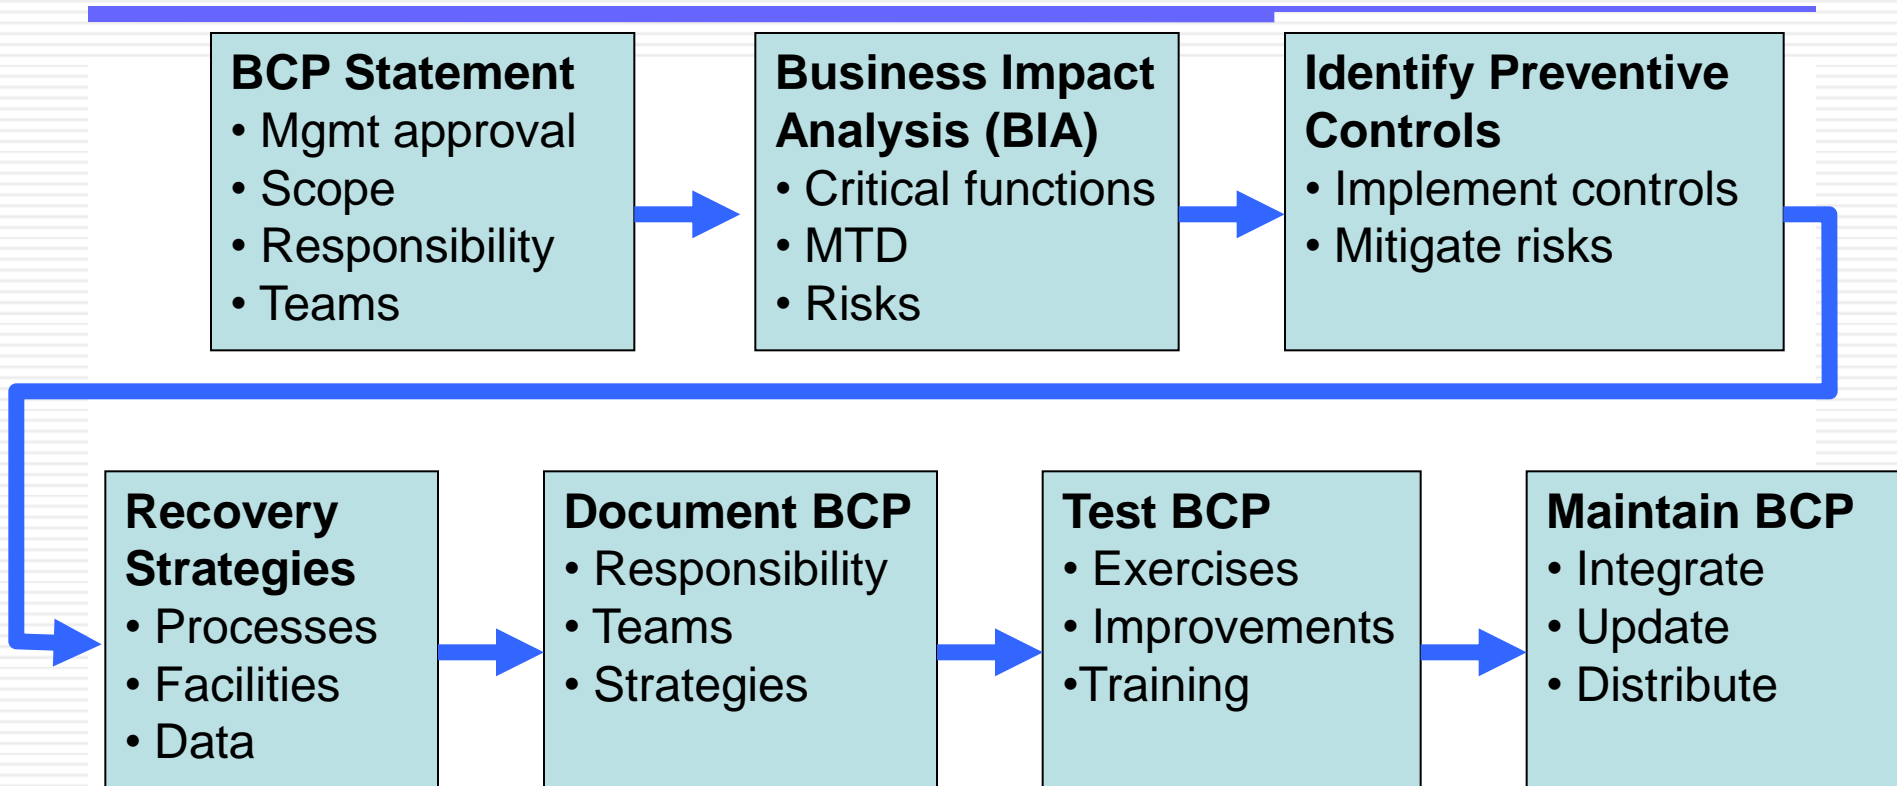 BCP Statement
• Mgmt approval
• Scope
• Responsibility
• Teams
Business Impact
Analysis (BIA)
• Critical functions
• MTD
• Risks
Identify Preventive
Controls
• Implement controls
• Mitigate risks
Recovery
Strategies
• Processes
• Facilities
• Data
Document BCP
• Responsibility
• Teams
• Strategies
Test BCP
• Exercises
• Improvements
•Training
Maintain BCP
• Integrate
• Update
• Distribute